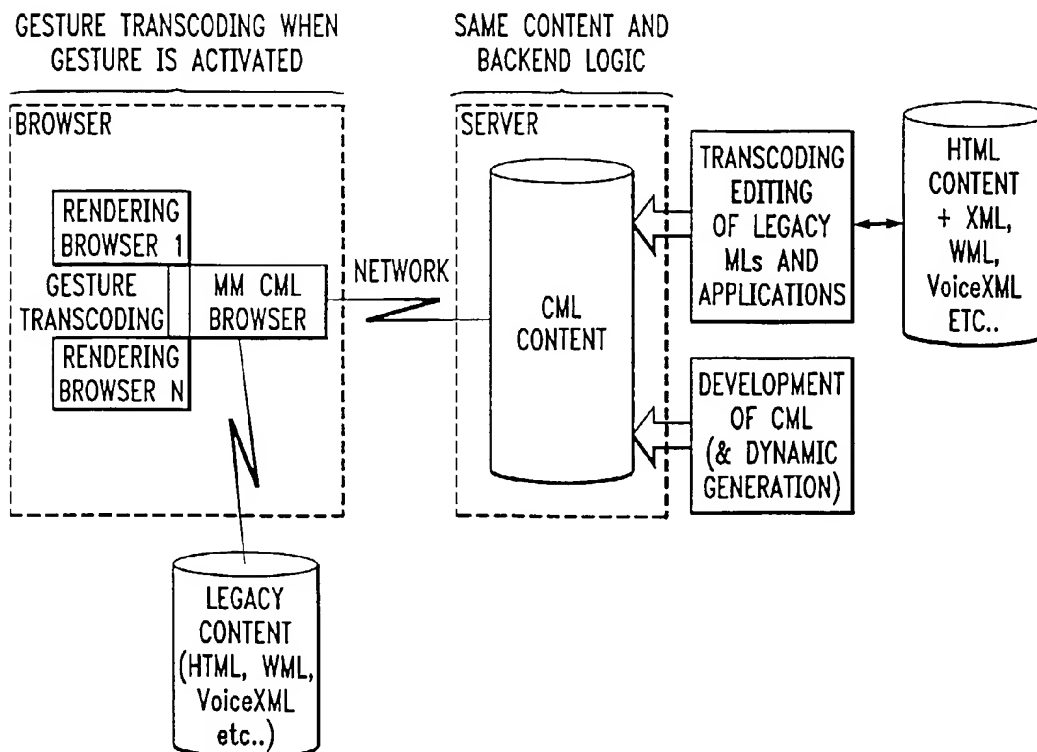 GESTURE TRANSCODING WHEN
GESTURE IS ACTIVATED
SAME CONTENT AND
BACKEND LOGIC
BROWSER
RENDERING
BROWSER 1
GESTURE
TRANSCODING
MM CML
BROWSER
RENDERING
BROWSER N
NETWORK
SERVER
CML
CONTENT
TRANSCODING
EDITING
OF LEGACY
MLs AND
APPLICATIONS
HTML
CONTENT
+ XML,
WML,
VoiceXML
ETC..
DEVELOPMENT
OF CML
(& DYNAMIC
GENERATION)
LEGACY
CONTENT
(HTML, WML,
VoiceXML
etc..)